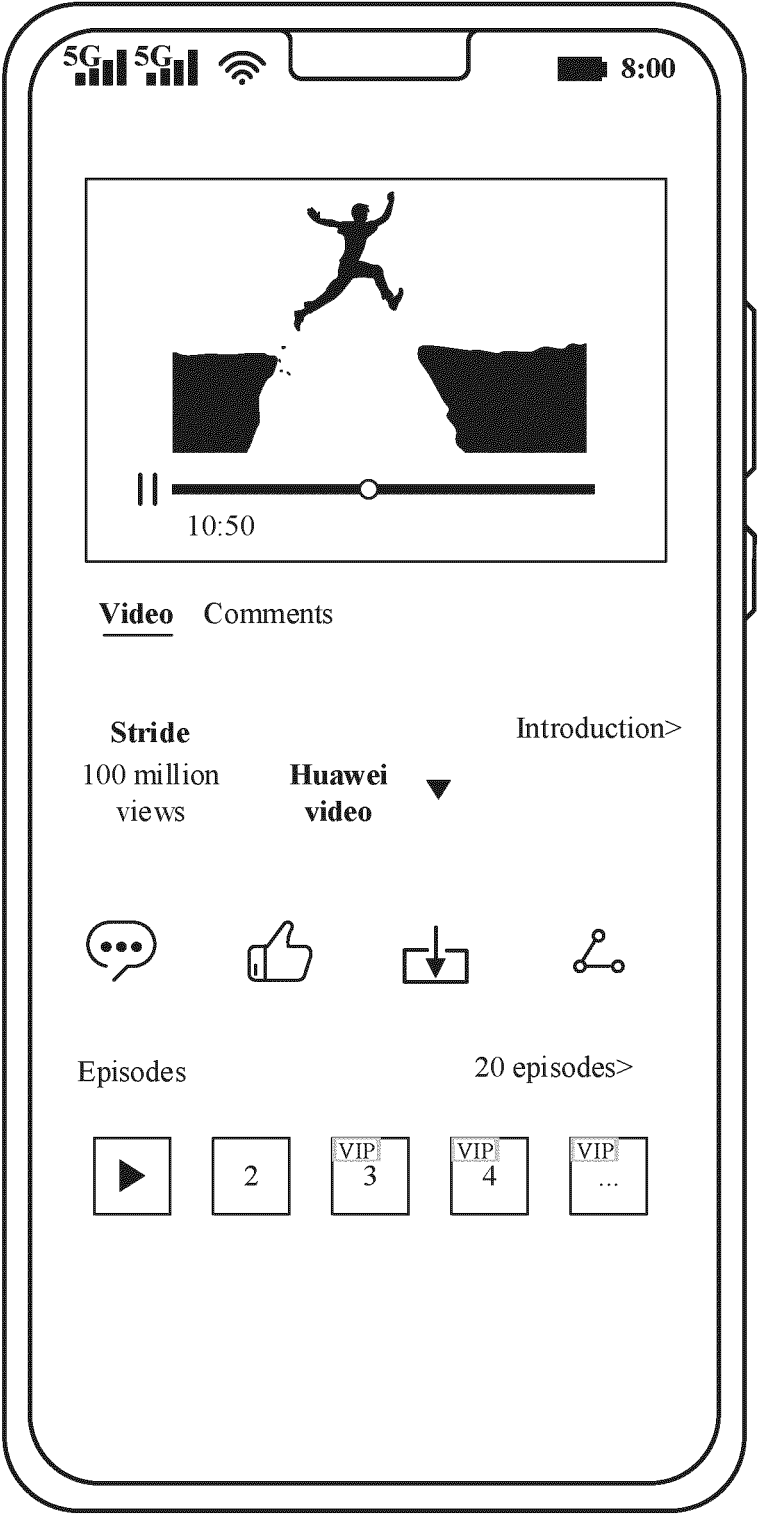 5G 5G 8:00
10:50
Video Comments
Stride
Introduction>
100 million
views
Huawei
video
Episodes
20 episodes>
2
VIP
3
VIP
4
VIP
...